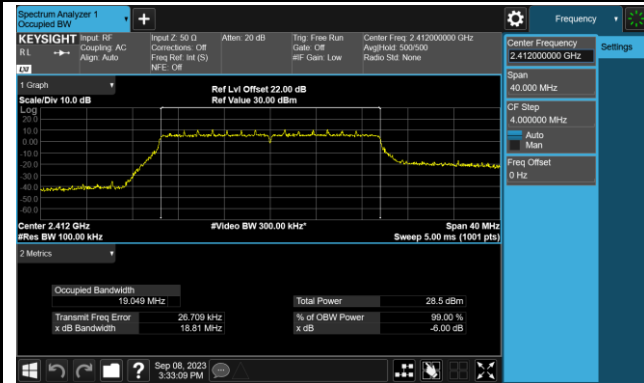 Spectrum Analyzer 1
Occupied BW
+
Frequency
KEYSIGHT
RL
LXI
Input: RF
Coupling: AC
Align: Auto
Input Z: 50 Ω
Corrections: Off
Freq Ref: Int (S)
NFE: Off
Atten: 20 dB
Trig: Free Run
Gate: Off
#IF Gain: Low
Center Freq: 2.412000000 GHz
Avg|Hold: 500/500
Radio Std: None
Center Frequency
2.412000000 GHz
Settings
Span
40.000 MHz
CF Step
4.000000 MHz
Auto
Man
Freq Offset
0 Hz
1 Graph
Scale/Div 10.0 dB
Ref Lvl Offset 22.00 dB
Ref Value 30.00 dBm
Log
20.0
10.0
0.00
-10.0
-20.0
-30.0
-40.0
-50.0
-60.0
Center 2.412 GHz
#Res BW 100.00 kHz
#Video BW 300.00 kHz*
Span 40 MHz
Sweep 5.00 ms (1001 pts)
2 Metrics
Occupied Bandwidth
19.049 MHz
Total Power 28.5 dBm
Transmit Freq Error 26.709 kHz
% of OBW Power 99.00 %
x dB Bandwidth 18.81 MHz
x dB -6.00 dB
?
Sep 08, 2023
3:33:09 PM